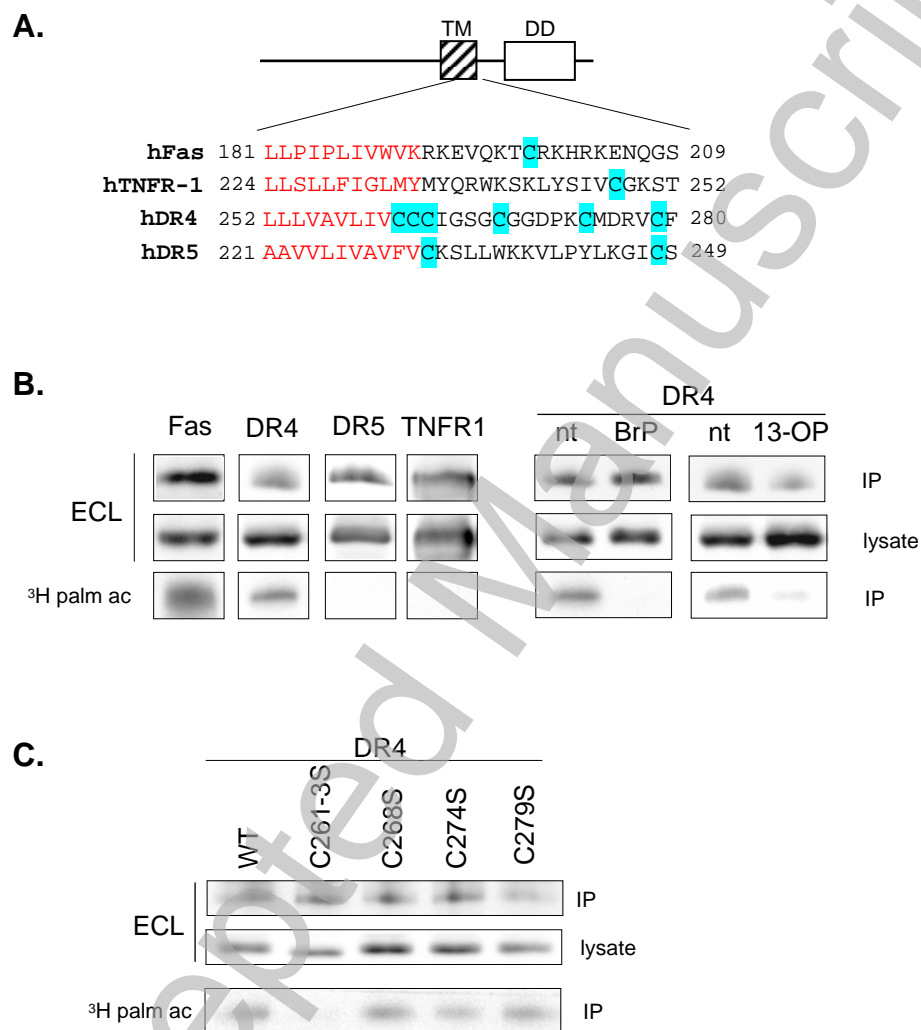 A.
TM DD
hFas 181 LLPIPLIVWVKRKEVQKTCRKHRKENQGS 209
hTNFR-1 224 LLSLLFIGLMYMYQRWKSKLYSIVCGKST 252
hDR4 252 LLLVAVLIVCCCIGSGCGGDPKCMDRVCF 280
hDR5 221 AAVVLIVAVFVCKSLLWKKVLPYLKGICS 249
B.
DR4
Fas DR4 DR5 TNFR1 nt BrP nt 13-OP
IP
ECL
lysate
³H palm ac IP
C.
DR4
WT C261-3S C268S C274S C279S
IP
ECL
lysate
³H palm ac IP
epted Manuscri